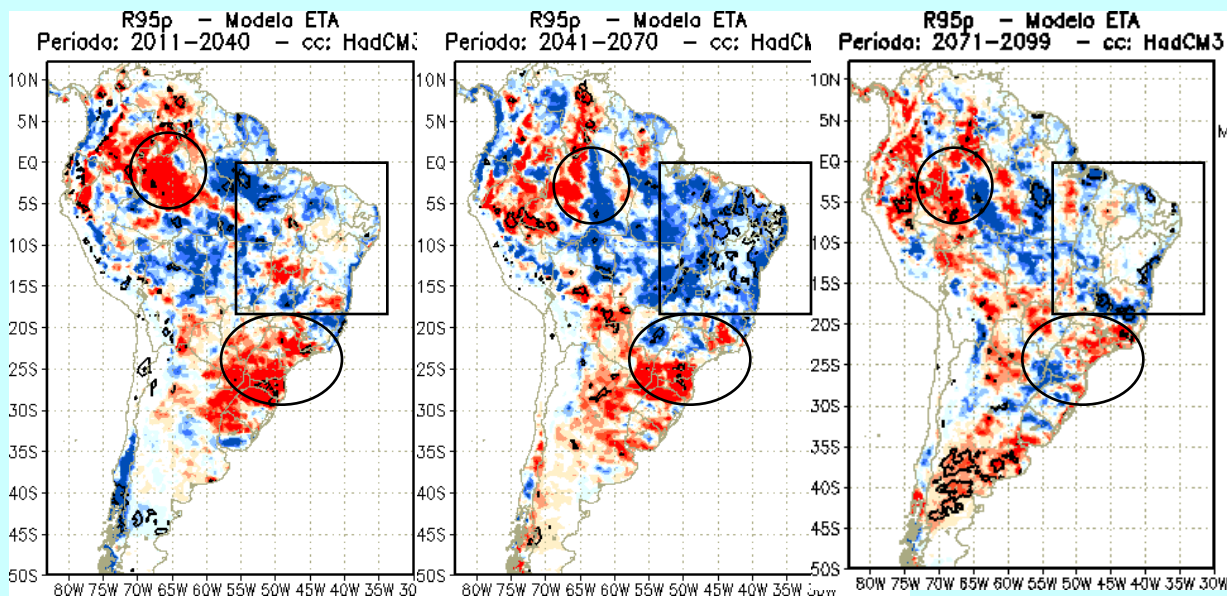 R95p – Modelo ETA
Periodo: 2011–2040 – cc: HadCM3
10N
5N
EQ
5S
10S
15S
20S
25S
30S
35S
40S
45S
50S
80W 75W 70W 65W 60W 55W 50W 45W 40W 35W 30W
R95p – Modelo ETA
Periodo: 2041–2070 – cc: HadCM
10N
5N
EQ
5S
10S
15S
20S
25S
30S
35S
40S
45S
50S
80W 75W 70W 65W 60W 55W 50W 45W 40W 35W
R95p – Modelo ETA
Periodo: 2071–2099 – cc: HadCM3
10N
5N
EQ
5S
10S
15S
20S
25S
30S
35S
40S
45S
50S
80W 75W 70W 65W 60W 55W 50W 45W 40W 35W 30W